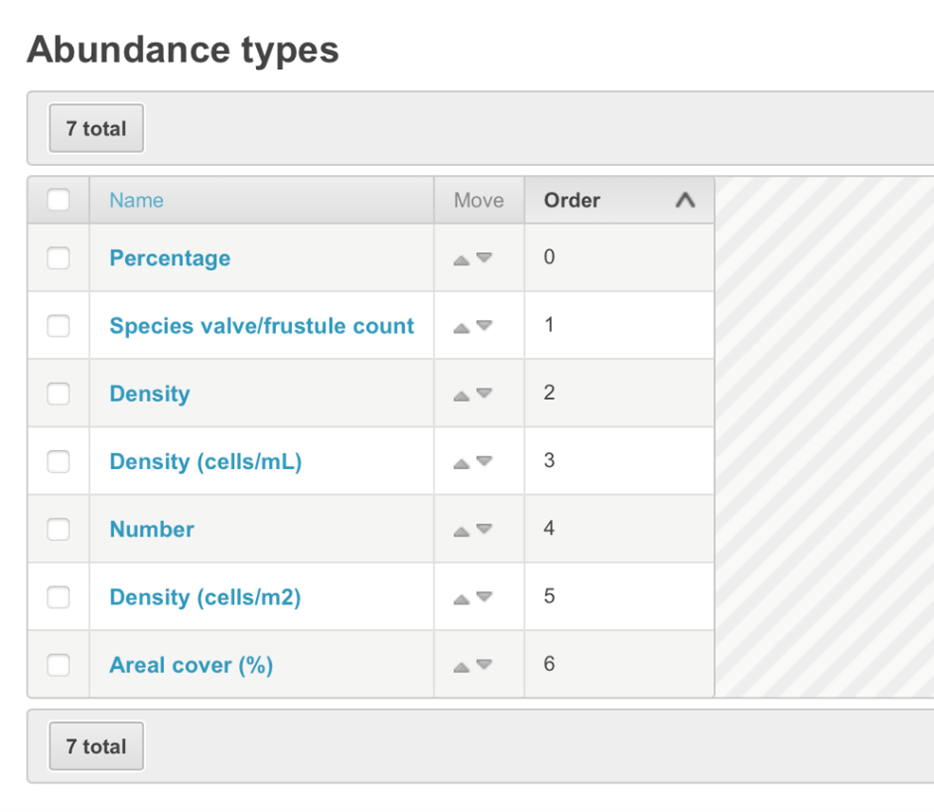 Abundance types
7 total
Name Move Order
Percentage 0
Species valve/frustule count 1
Density 2
Density (cells/mL) 3
Number 4
Density (cells/m2) 5
Areal cover (%) 6
7 total